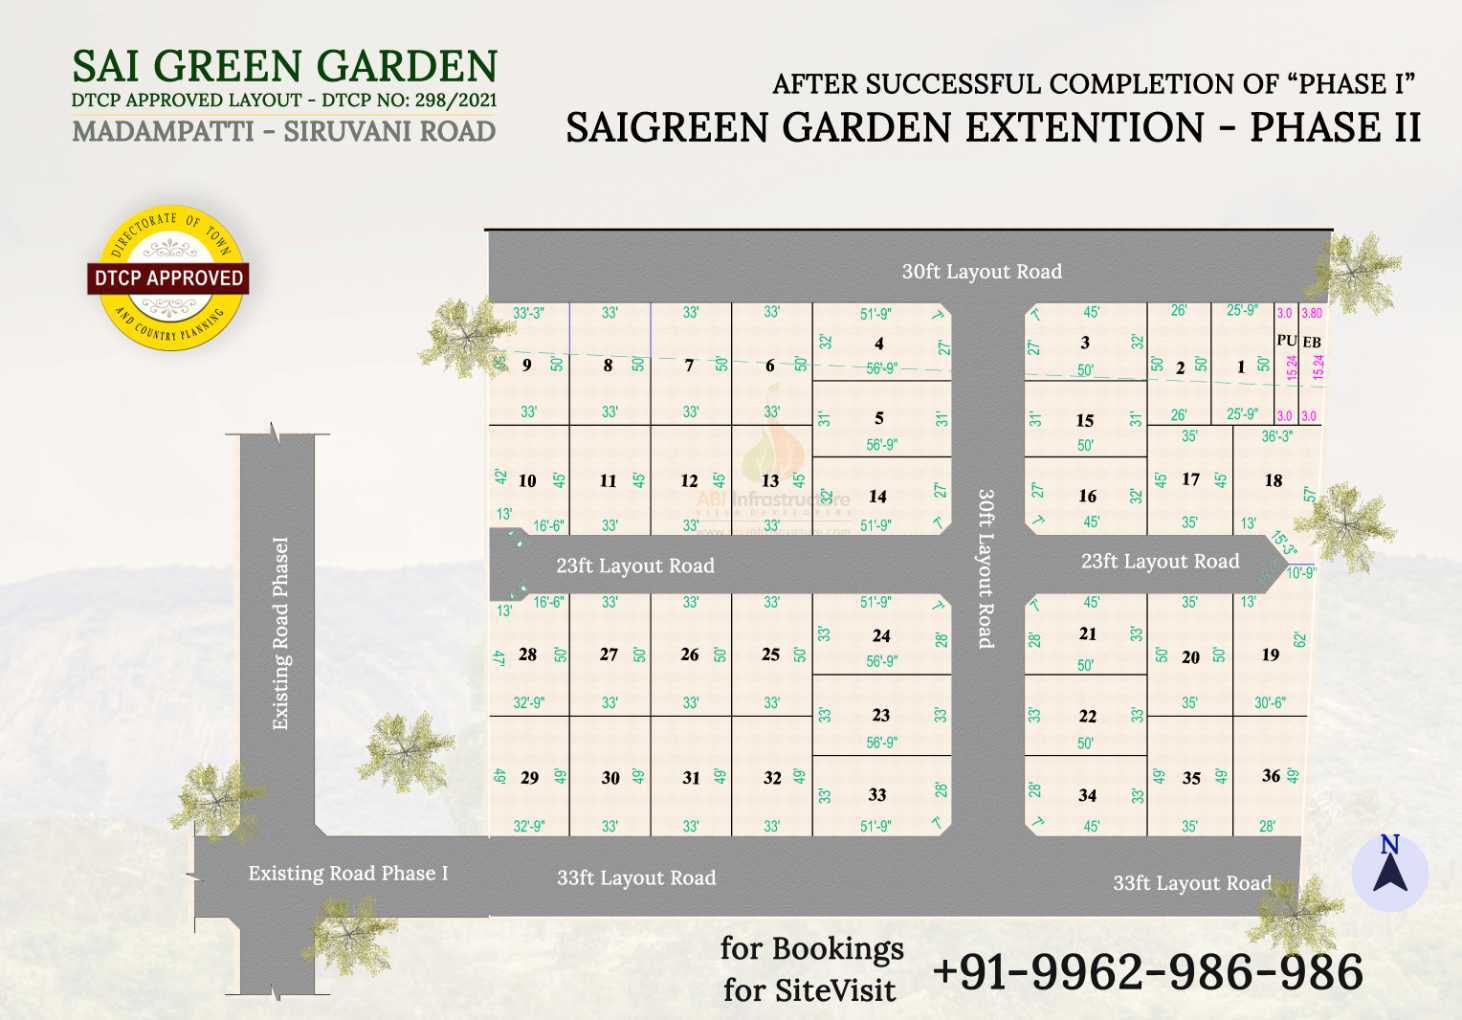 SAI GREEN GARDEN
DTCP APPROVED LAYOUT - DTCP NO: 298/2021
MADAMPATTI - SIRUVANI ROAD
AFTER SUCCESSFUL COMPLETION OF “PHASE I”
SAIGREEN GARDEN EXTENTION - PHASE II
DIRECTORATE OF TOWN
DTCP APPROVED
AND COUNTRY PLANNING
30ft Layout Road
33'-3" 33' 33' 33' 51'-9" 7' 7' 45' 26' 25'-9" 3.0 3.80
32' 4 27' 27' 3 32' PU EB
9 50' 8 50' 7 50' 6 50' 56'-9" 50' 50' 2 50' 1 50' 15.24 15.24
33' 33' 33' 33' 31' 5 31' 31' 15 31' 26' 25'-9" 3.0 3.0
56'-9" 50' 35' 36'-3"
42' 10 45' 11 45' 12 45' 13 45' 32' 14 27' 27' 16 32' 45' 17 45' 18 57'
ABI Infrastructure
13' 16'-6" 33' 33' 33' 51'-9" 7' 7' 45' 35' 13' 15'-3"
23ft Layout Road
30ft Layout Road
23ft Layout Road
10'-9"
13' 16'-6" 33' 33' 33' 51'-9" 7' 7' 45' 35' 13'
47' 28 50' 27 50' 26 50' 25 50' 33' 24 28' 28' 21 33' 50' 20 50' 19 62'
56'-9" 50'
32'-9" 33' 33' 33' 33' 23 33' 33' 22 33' 35' 30'-6"
56'-9" 50'
49' 29 49' 30 49' 31 49' 32 49' 33' 33 28' 28' 34 33' 49' 35 49' 36 49'
32'-9" 33' 33' 33' 51'-9" 7' 7' 45' 35' 28'
Existing Road PhaseI
Existing Road Phase I
33ft Layout Road
33ft Layout Road
N
for Bookings
for SiteVisit
+91-9962-986-986